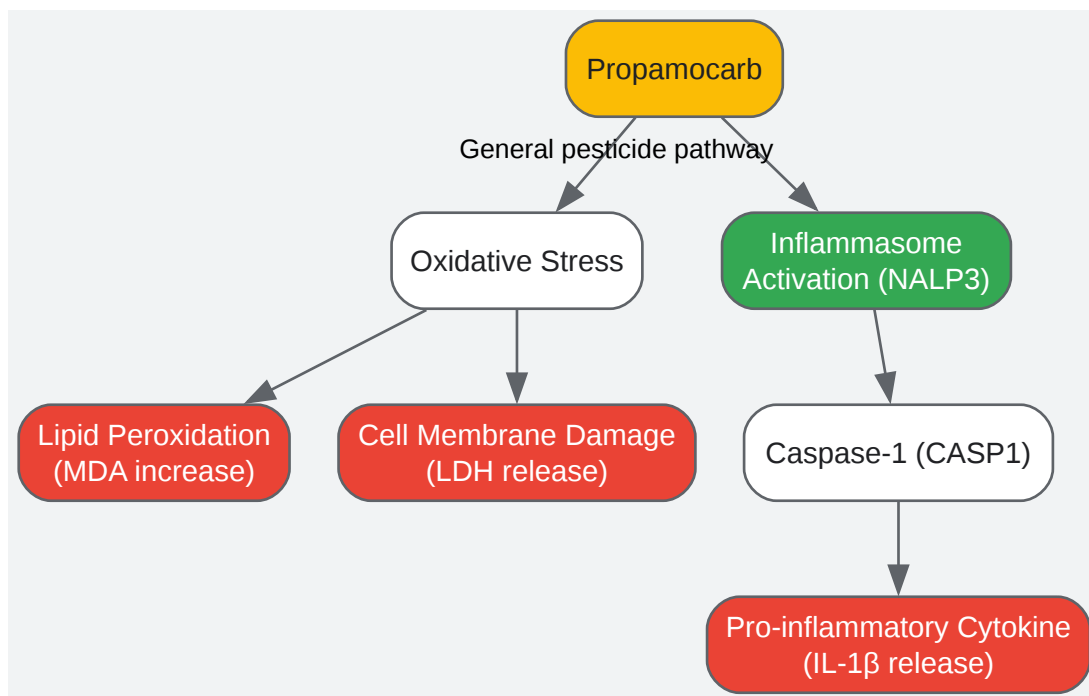 Propamocarb
General pesticide pathway
Oxidative Stress
Inflammasome
Activation (NALP3)
Lipid Peroxidation
(MDA increase)
Cell Membrane Damage
(LDH release)
Caspase-1 (CASP1)
Pro-inflammatory Cytokine
(IL-1β release)